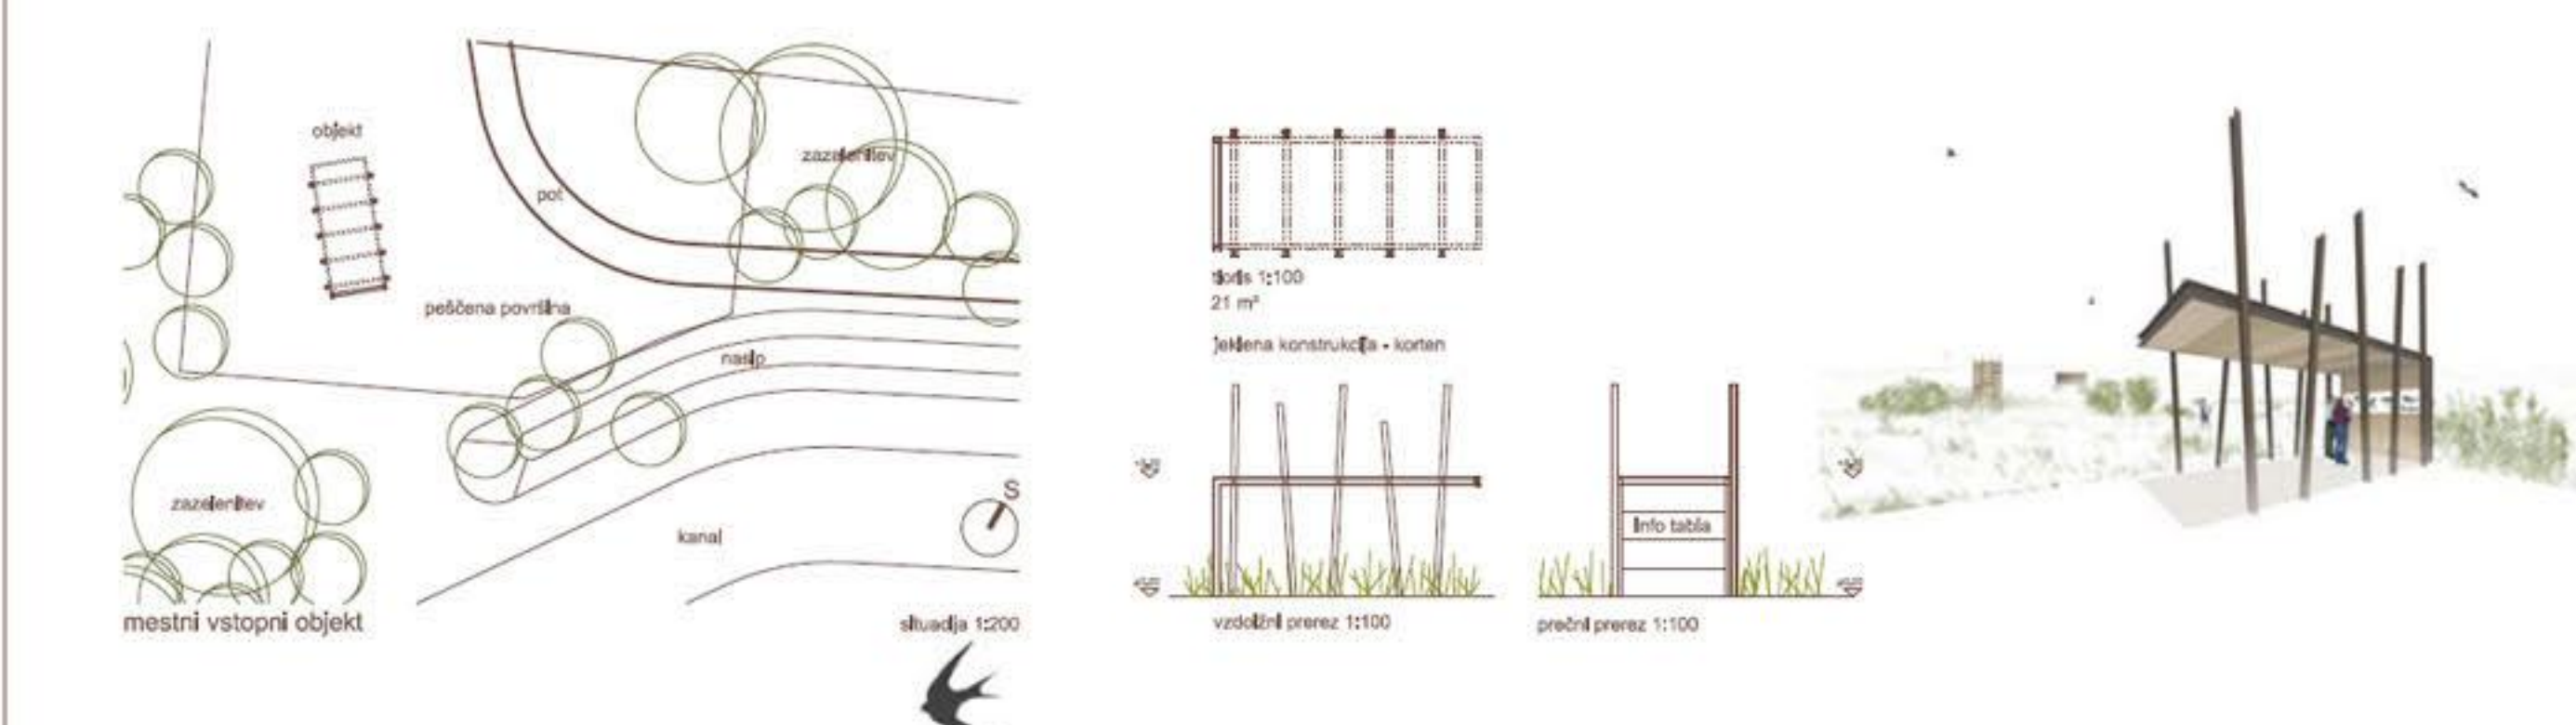 objekt
zazelenitev
pot
peščena površina
nasip
zazelenitev
S
kanal
mestni vstopni objekt
situacija 1:200
tloris 1:100
21 m²
jeklena konstrukcija - korten
Info tabla
vzdolžni prerez 1:100
prečni prerez 1:100